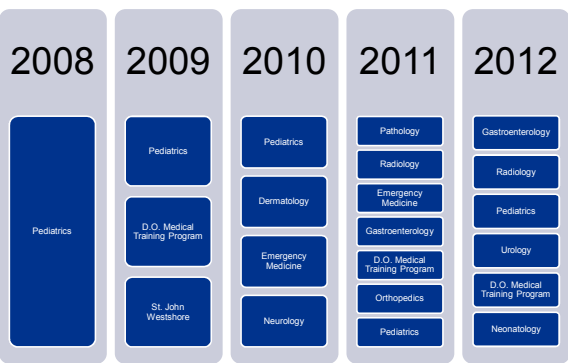 2008
Pediatrics
2009
Pediatrics
D.O. Medical
Training Program
St. John
Westshore
2010
Pediatrics
Dermatology
Emergency
Medicine
Neurology
2011
Pathology
Radiology
Emergency
Medicine
Gastroenterology
D.O. Medical
Training Program
Orthopedics
Pediatrics
2012
Gastroenterology
Radiology
Pediatrics
Urology
D.O. Medical
Training Program
Neonatology